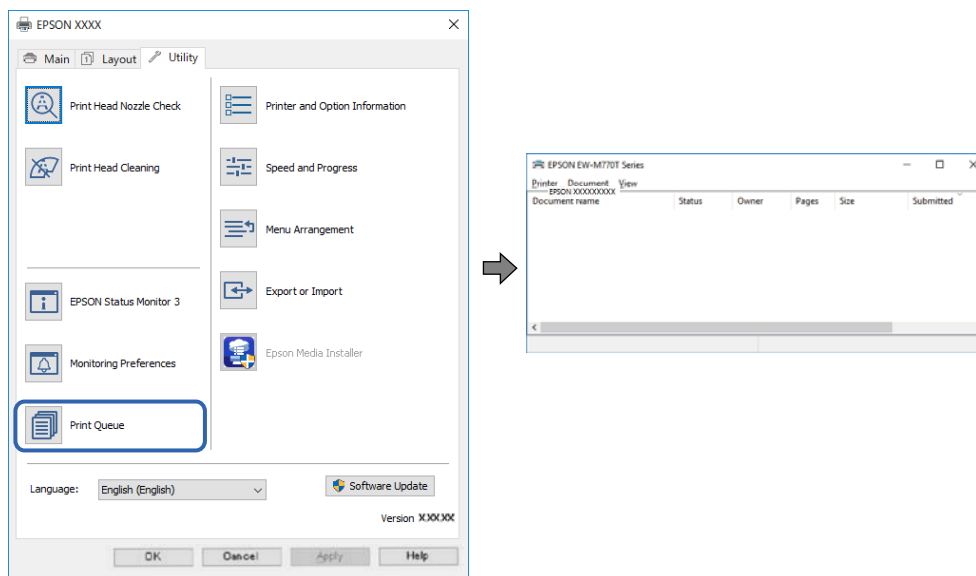 EPSON XXXX
Main
Layout
Utility
Print Head Nozzle Check
Print Head Cleaning
EPSON Status Monitor 3
Monitoring Preferences
Print Queue
Printer and Option Information
Speed and Progress
Menu Arrangement
Export or Import
Epson Media Installer
Language: English (English)
Software Update
Version X.XX.XX
OK Cancel Apply Help
EPSON EW-M770T Series
Printer Document View
EPSON XXXXXXXXX
Document Name Status Owner Pages Size Submitted